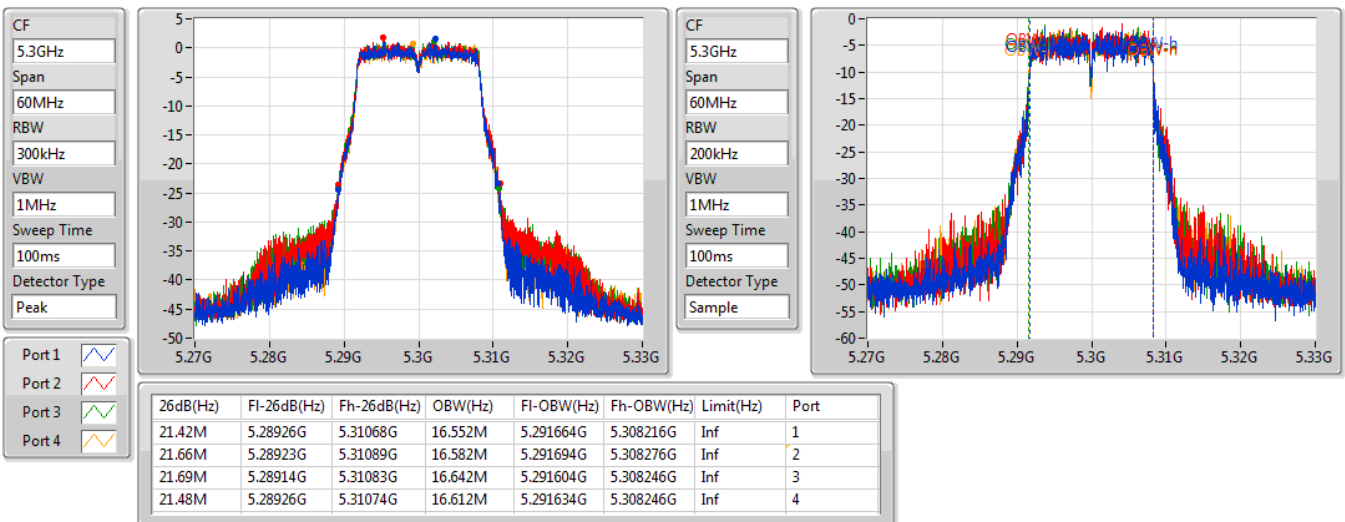 CF
5.3GHz
Span
60MHz
RBW
300kHz
VBW
1MHz
Sweep Time
100ms
Detector Type
Peak
5
0
-5
-10
-15
-20
-25
-30
-35
-40
-45
-50
5.27G 5.28G 5.29G 5.3G 5.31G 5.32G 5.33G
CF
5.3GHz
Span
60MHz
RBW
200kHz
VBW
1MHz
Sweep Time
100ms
Detector Type
Sample
0
-5
-10
-15
-20
-25
-30
-35
-40
-45
-50
-55
-60
5.27G 5.28G 5.29G 5.3G 5.31G 5.32G 5.33G
Port 1
Port 2
Port 3
Port 4
26dB(Hz) Fl-26dB(Hz) Fh-26dB(Hz) OBW(Hz) Fl-OBW(Hz) Fh-OBW(Hz) Limit(Hz) Port
21.42M 5.28926G 5.31068G 16.552M 5.291664G 5.308216G Inf 1
21.66M 5.28923G 5.31089G 16.582M 5.291694G 5.308276G Inf 2
21.69M 5.28914G 5.31083G 16.642M 5.291604G 5.308246G Inf 3
21.48M 5.28926G 5.31074G 16.612M 5.291634G 5.308246G Inf 4